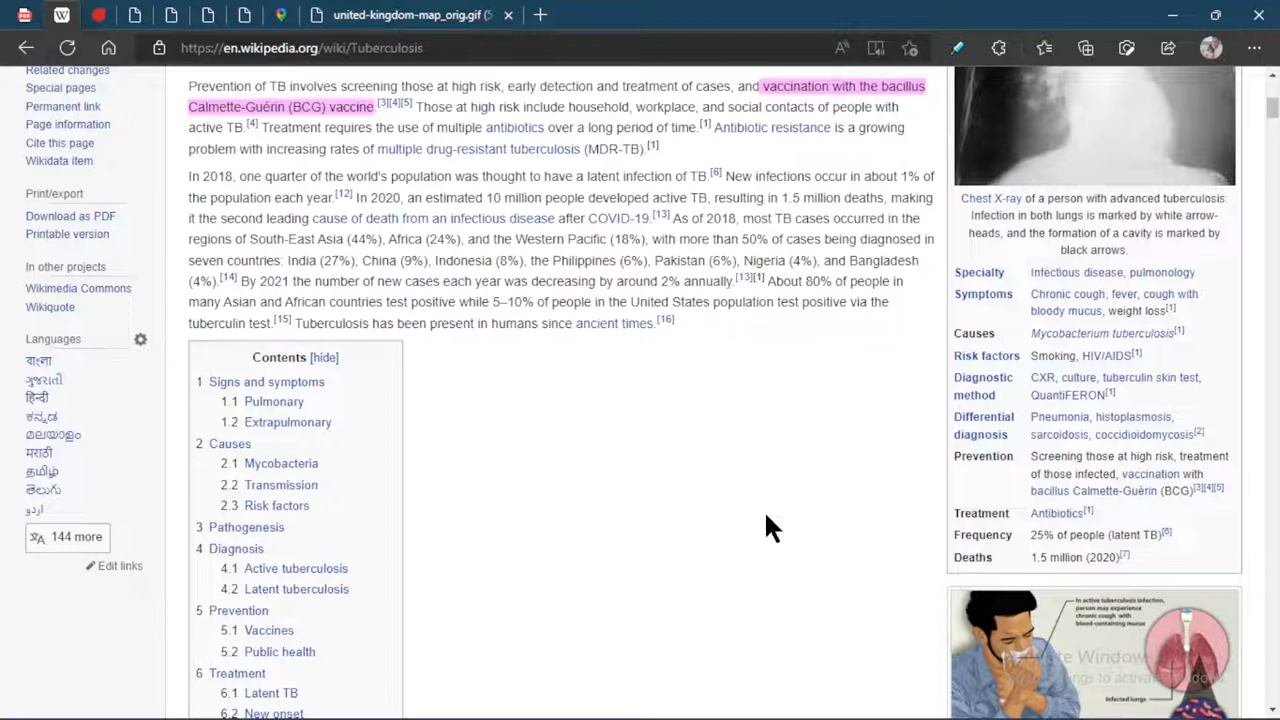 united-kingdom-map_orig.gif (5
https://en.wikipedia.org/wiki/Tuberculosis
Related changes
Special pages
Permanent link
Page information
Cite this page
Wikidata item
Print/export
Download as PDF
Printable version
In other projects
Wikimedia Commons
Wikiquote
Languages
বাংলা
ગુજરાતી
हिन्दी
ಕನ್ನಡ
മലയാളം
मराठी
தமிழ்
తెలుగు
اردو
144 more
Edit links
Prevention of TB involves screening those at high risk, early detection and treatment of cases, and vaccination with the bacillus
Calmette-Guérin (BCG) vaccine.[3][4][5] Those at high risk include household, workplace, and social contacts of people with
active TB.[4] Treatment requires the use of multiple antibiotics over a long period of time.[1] Antibiotic resistance is a growing
problem with increasing rates of multiple drug-resistant tuberculosis (MDR-TB).[1]
In 2018, one quarter of the world's population was thought to have a latent infection of TB.[6] New infections occur in about 1% of
the population each year.[12] In 2020, an estimated 10 million people developed active TB, resulting in 1.5 million deaths, making
it the second leading cause of death from an infectious disease after COVID-19.[13] As of 2018, most TB cases occurred in the
regions of South-East Asia (44%), Africa (24%), and the Western Pacific (18%), with more than 50% of cases being diagnosed in
seven countries: India (27%), China (9%), Indonesia (8%), the Philippines (6%), Pakistan (6%), Nigeria (4%), and Bangladesh
(4%).[14] By 2021 the number of new cases each year was decreasing by around 2% annually.[13][1] About 80% of people in
many Asian and African countries test positive while 5–10% of people in the United States population test positive via the
tuberculin test.[15] Tuberculosis has been present in humans since ancient times.[16]
Contents [hide]
1 Signs and symptoms
1.1 Pulmonary
1.2 Extrapulmonary
2 Causes
2.1 Mycobacteria
2.2 Transmission
2.3 Risk factors
3 Pathogenesis
4 Diagnosis
4.1 Active tuberculosis
4.2 Latent tuberculosis
5 Prevention
5.1 Vaccines
5.2 Public health
6 Treatment
6.1 Latent TB
6.2 New onset
Chest X-ray of a person with advanced tuberculosis:
Infection in both lungs is marked by white arrow-
heads, and the formation of a cavity is marked by
black arrows.
Specialty Infectious disease, pulmonology
Symptoms Chronic cough, fever, cough with
bloody mucus, weight loss[1]
Causes Mycobacterium tuberculosis[1]
Risk factors Smoking, HIV/AIDS[1]
Diagnostic CXR, culture, tuberculin skin test,
method QuantiFERON[1]
Differential Pneumonia, histoplasmosis,
diagnosis sarcoidosis, coccidioidomycosis[2]
Prevention Screening those at high risk, treatment
of those infected, vaccination with
bacillus Calmette-Guérin (BCG)[3][4][5]
Treatment Antibiotics[1]
Frequency 25% of people (latent TB)[6]
Deaths 1.5 million (2020)[7]
In active tuberculosis infection,
person may experience
chronic cough with
blood-containing mucus
Infected lungs